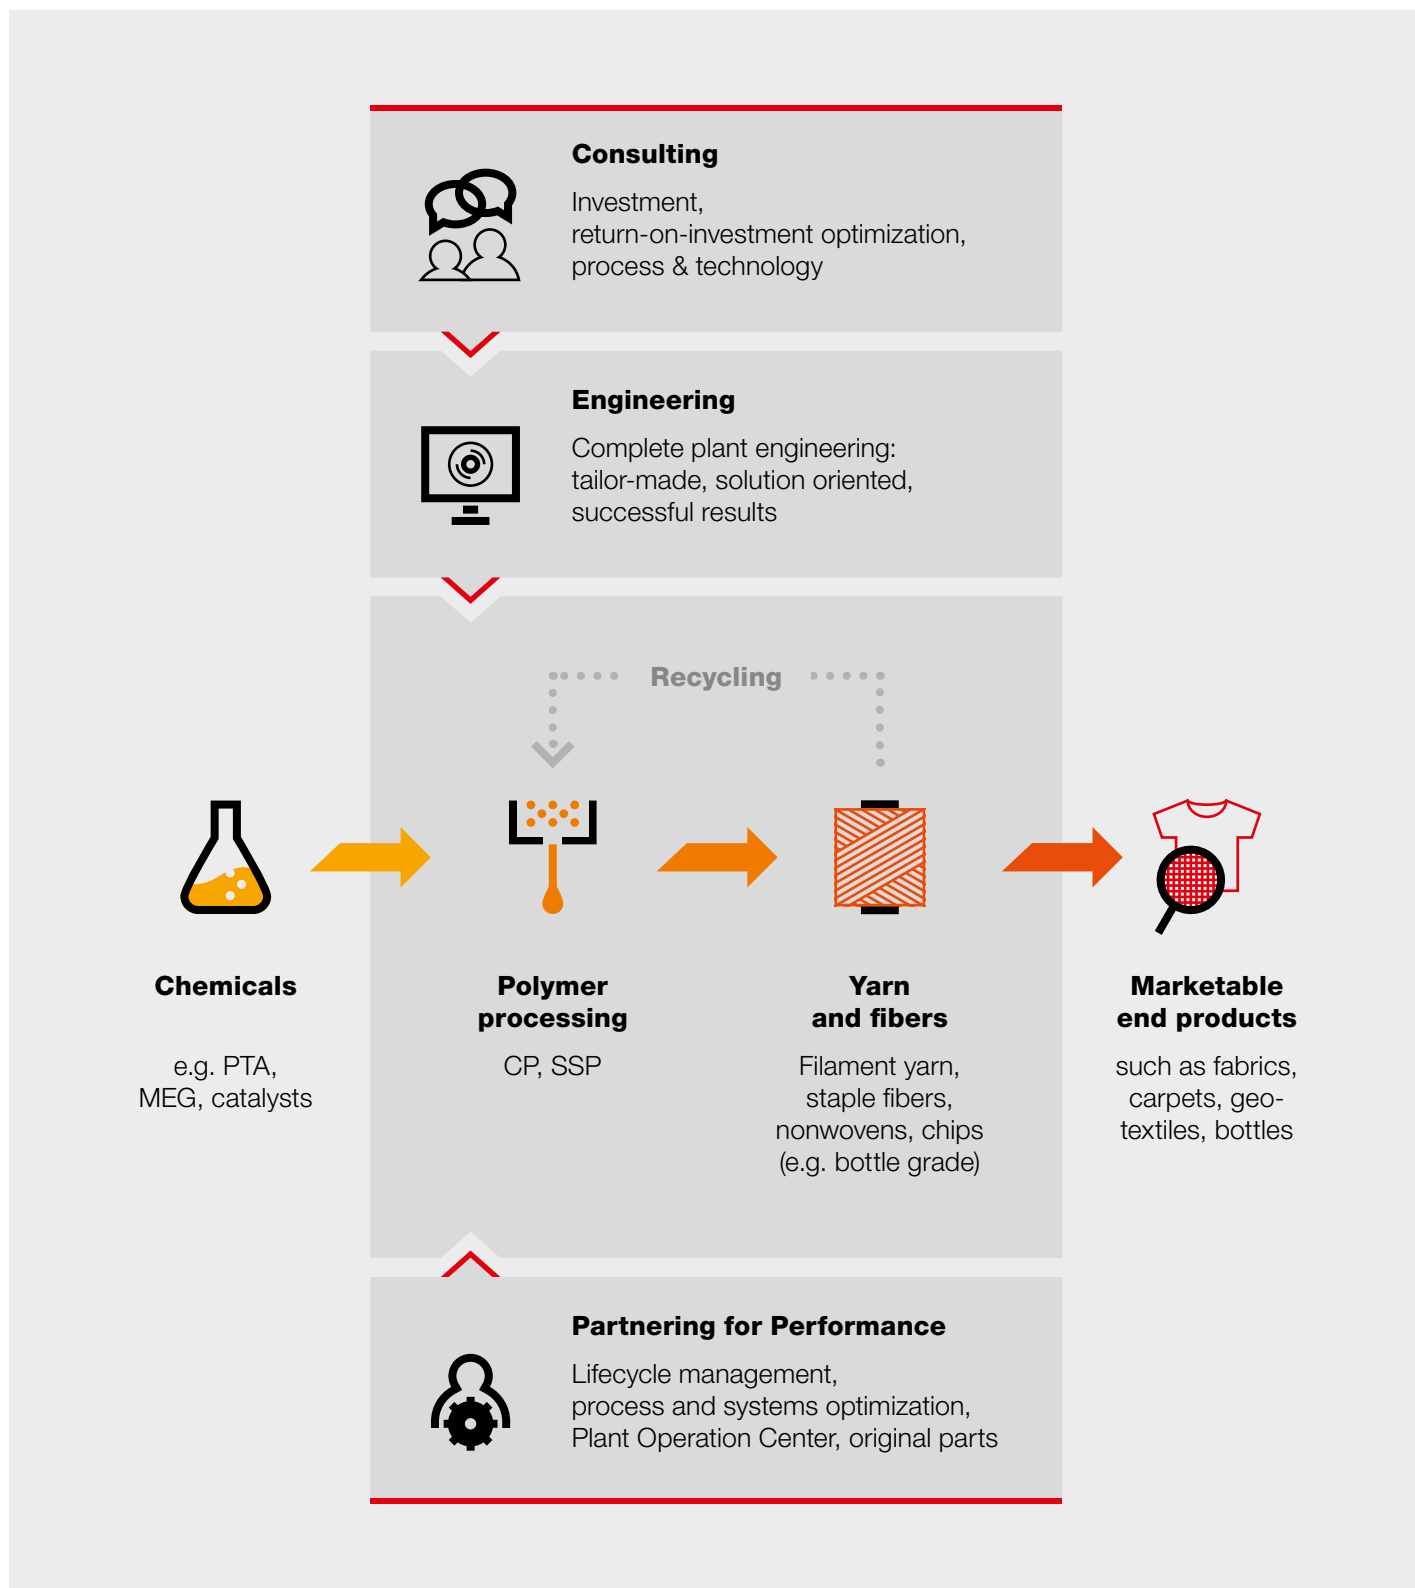 Consulting
Investment,
return-on-investment optimization,
process & technology
Engineering
Complete plant engineering:
tailor-made, solution oriented,
successful results
Recycling
Chemicals
e.g. PTA,
MEG, catalysts
Polymer
processing
CP, SSP
Yarn
and fibers
Filament yarn,
staple fibers,
nonwovens, chips
(e.g. bottle grade)
Marketable
end products
such as fabrics,
carpets, geo-
textiles, bottles
Partnering for Performance
Lifecycle management,
process and systems optimization,
Plant Operation Center, original parts